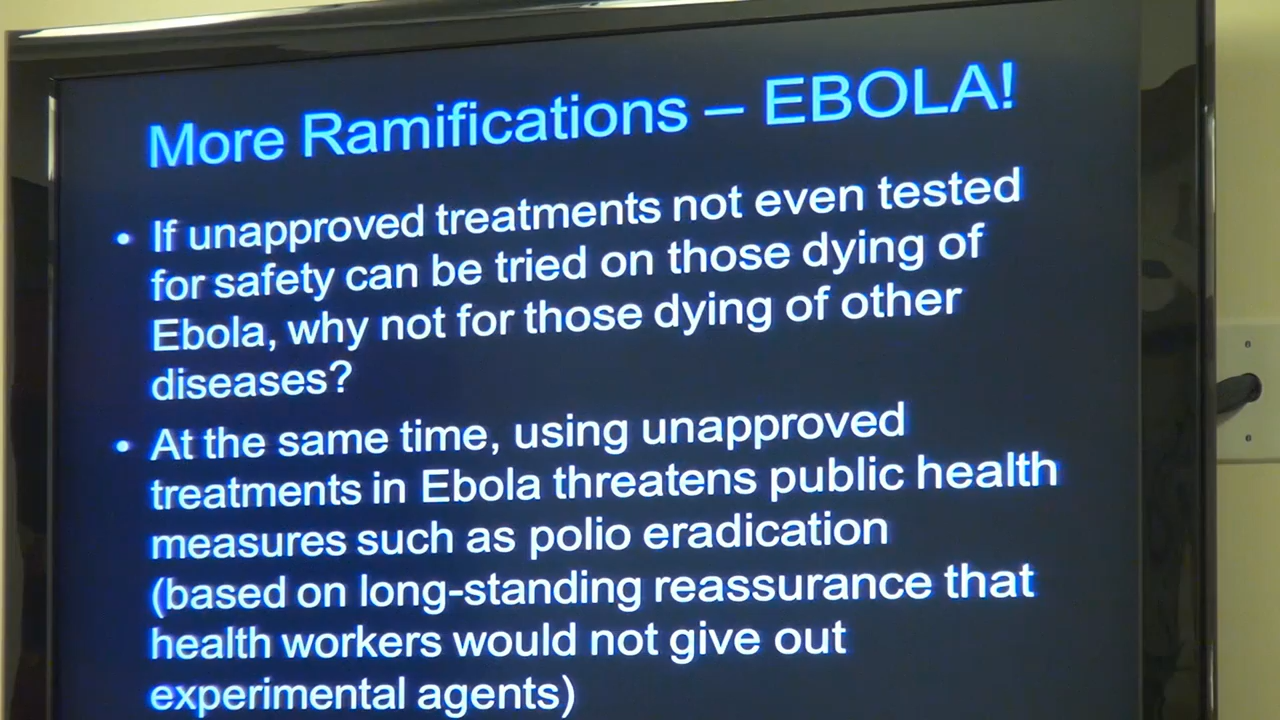 More Ramifications – EBOLA!
• If unapproved treatments not even tested
for safety can be tried on those dying of
Ebola, why not for those dying of other
diseases?
• At the same time, using unapproved
treatments in Ebola threatens public health
measures such as polio eradication
(based on long-standing reassurance that
health workers would not give out
experimental agents)